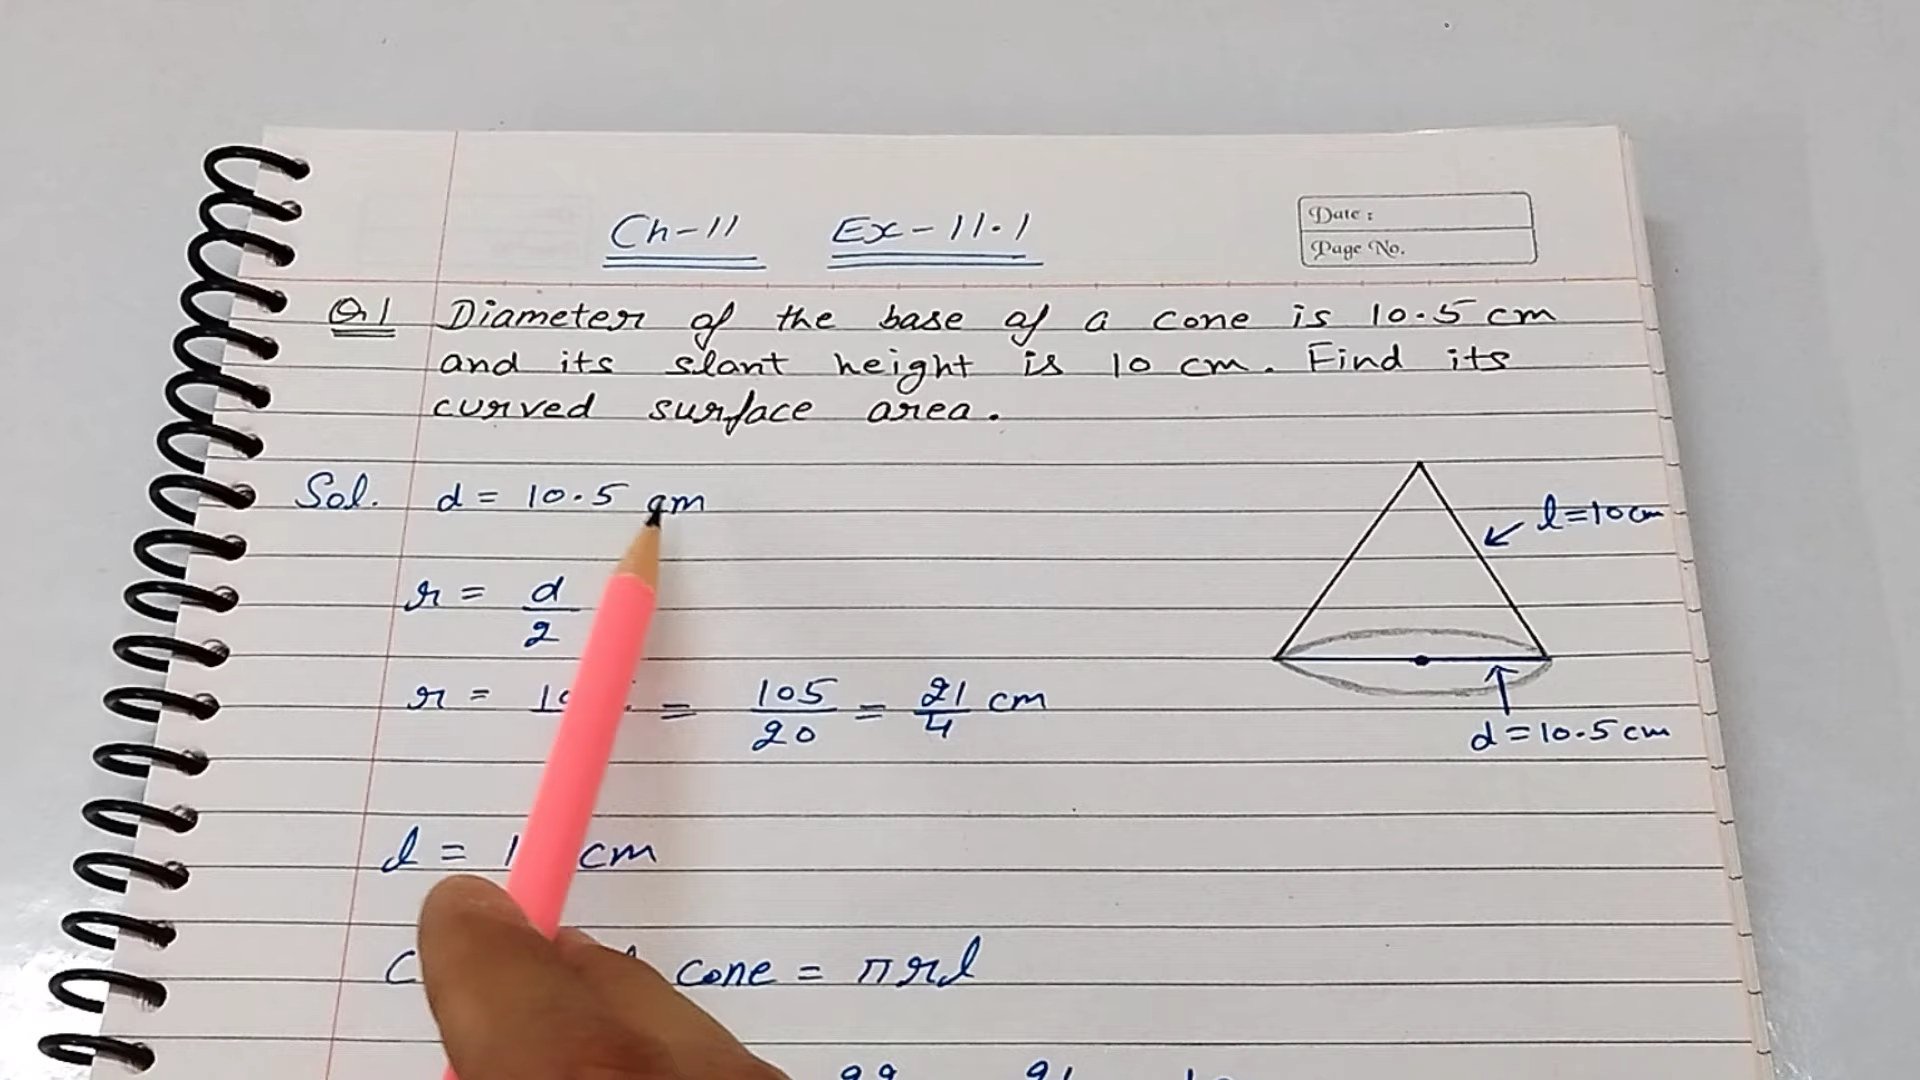 Ch-11 Ex-11.1
Date :
Page No.
Q1 Diameter of the base of a cone is 10.5 cm
and its slant height is 10 cm. Find its
curved surface area.
Sol. d = 10.5 cm
l=10cm
r = d/2
r = = 105/20 = 21/4 cm
d=10.5cm
l = cm
cone = πrl